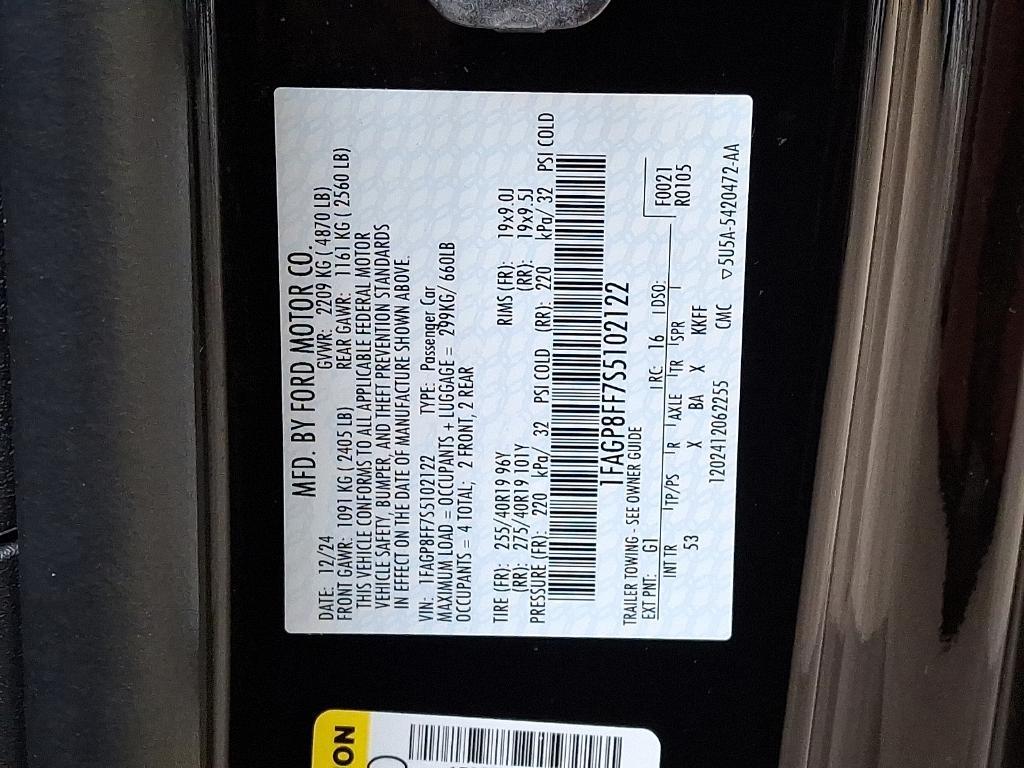 MFD. BY FORD MOTOR CO.
DATE: 12/24 GVWR: 2209 KG ( 4870 LB)
FRONT GAWR: 1091 KG ( 2405 LB) REAR GAWR: 1161 KG ( 2560 LB)
THIS VEHICLE CONFORMS TO ALL APPLICABLE FEDERAL MOTOR
VEHICLE SAFETY, BUMPER, AND THEFT PREVENTION STANDARDS
IN EFFECT ON THE DATE OF MANUFACTURE SHOWN ABOVE.
VIN: 1FAGP8FF7S5102122 TYPE: Passenger Car
MAXIMUM LOAD = OCCUPANTS + LUGGAGE = 299KG/ 660LB
OCCUPANTS = 4 TOTAL; 2 FRONT, 2 REAR
TIRE (FR): 255/40R19 96Y RIMS (FR): 19x9.0J
(RR): 275/40R19 101Y (RR): 19x9.5J
PRESSURE (FR): 220 kPa/ 32 PSI COLD (RR): 220 kPa/ 32 PSI COLD
1FAGP8FF7S5102122
TRAILER TOWING - SEE OWNER GUIDE
EXT PNT: G1 RC: 16 DSO: F0021
R0105
INT TR TP/PS R AXLE TR SPR
53 X BA X KKFF
1202412062255 CMC ▽5U5A-5420472-AA
ON